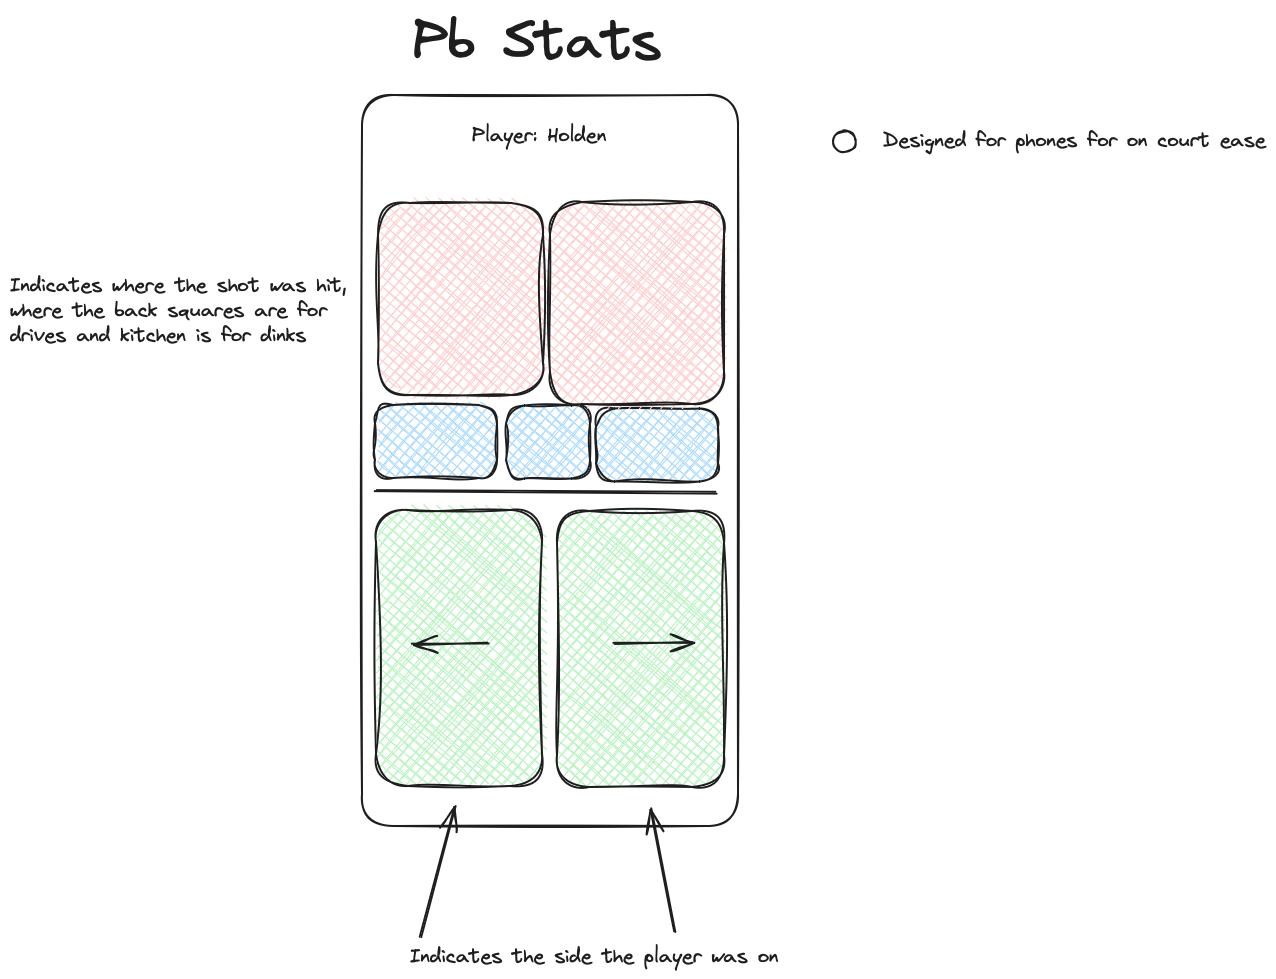 Pb Stats
Player: Holden
Designed for phones for on court ease
Indicates where the shot was hit,
where the back squares are for
drives and kitchen is for dinks
Indicates the side the player was on